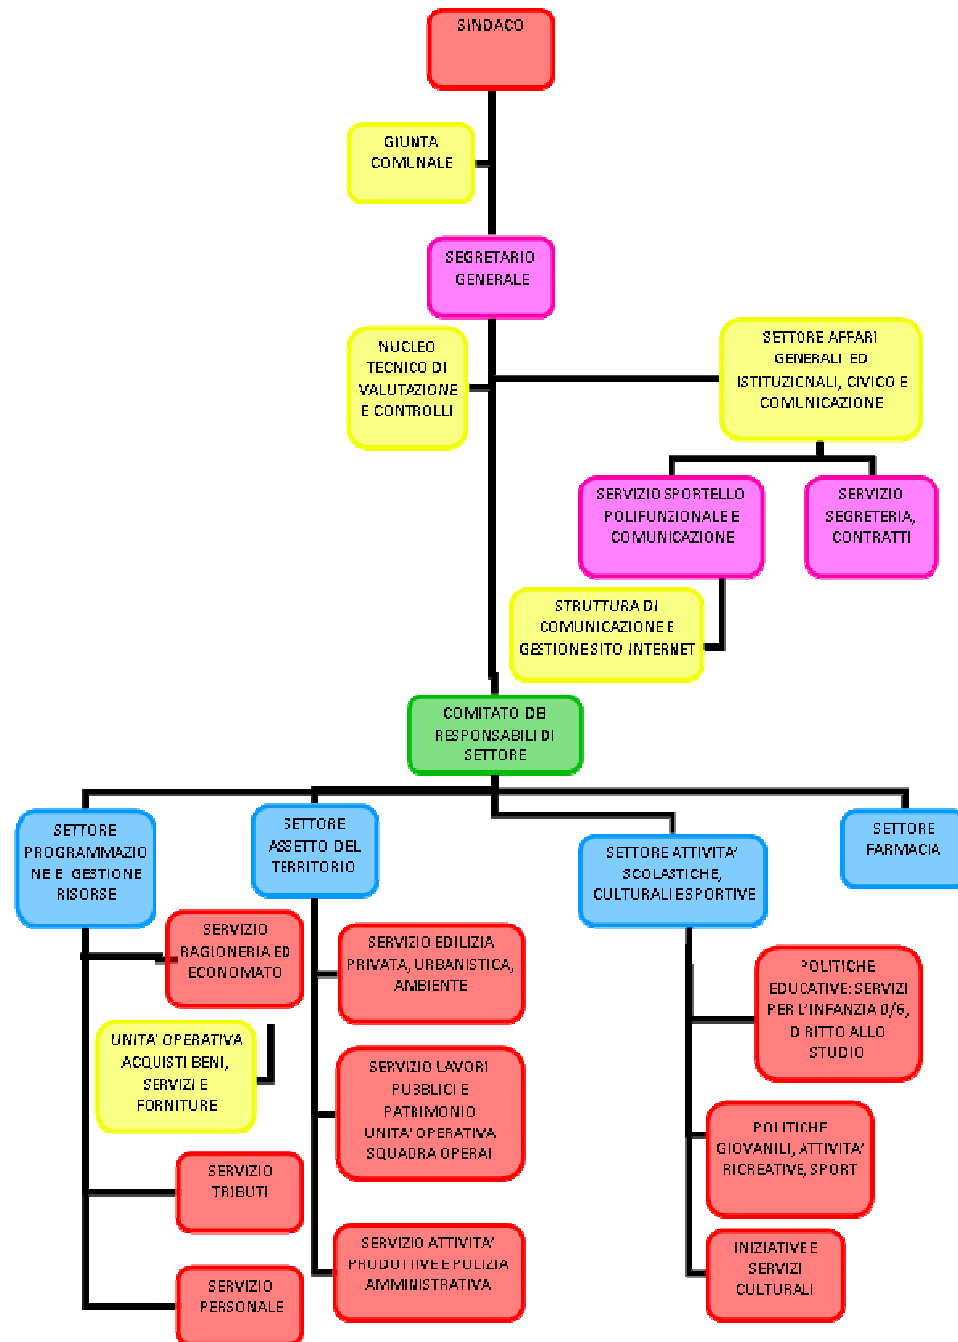 SINDACO
GIUNTA
COMUNALE
SEGRETARIO
GENERALE
NUCLEO
TECNICO DI
VALUTAZIONE
E CONTROLLI
SETTORE AFFARI
GENERALI ED
ISTITUZIONALI, CIVICO E
COMUNICAZIONE
SERVIZIO SPORTELLO
POLIFUNZIONALE E
COMUNICAZIONE
SERVIZIO
SEGRETERIA,
CONTRATTI
STRUTTURA DI
COMUNICAZIONE E
GESTIONE SITO INTERNET
COMITATO DEI
RESPONSABILI DI
SETTORE
SETTORE
PROGRAMMAZIO
NE E GESTIONE
RISORSE
SETTORE
ASSETTO DEL
TERRITORIO
SETTORE ATTIVITA'
SCOLASTICHE,
CULTURALI E SPORTIVE
SETTORE
FARMACIA
SERVIZIO
RAGIONERIA ED
ECONOMATO
UNITA' OPERATIVA
ACQUISTI BENI,
SERVIZI E
FORNITURE
SERVIZIO
TRIBUTI
SERVIZIO
PERSONALE
SERVIZIO EDILIZIA
PRIVATA, URBANISTICA,
AMBIENTE
SERVIZIO LAVORI
PUBBLICI E
PATRIMONIO
UNITA' OPERATIVA
SQUADRA OPERAI
SERVIZIO ATTIVITA'
PRODUTTIVE E PULIZIA
AMMINISTRATIVA
POLITICHE
EDUCATIVE: SERVIZI
PER L'INFANZIA 0/6,
DIRITTO ALLO
STUDIO
POLITICHE
GIOVANILI, ATTIVITA'
RICREATIVE, SPORT
INIZIATIVE E
SERVIZI
CULTURALI